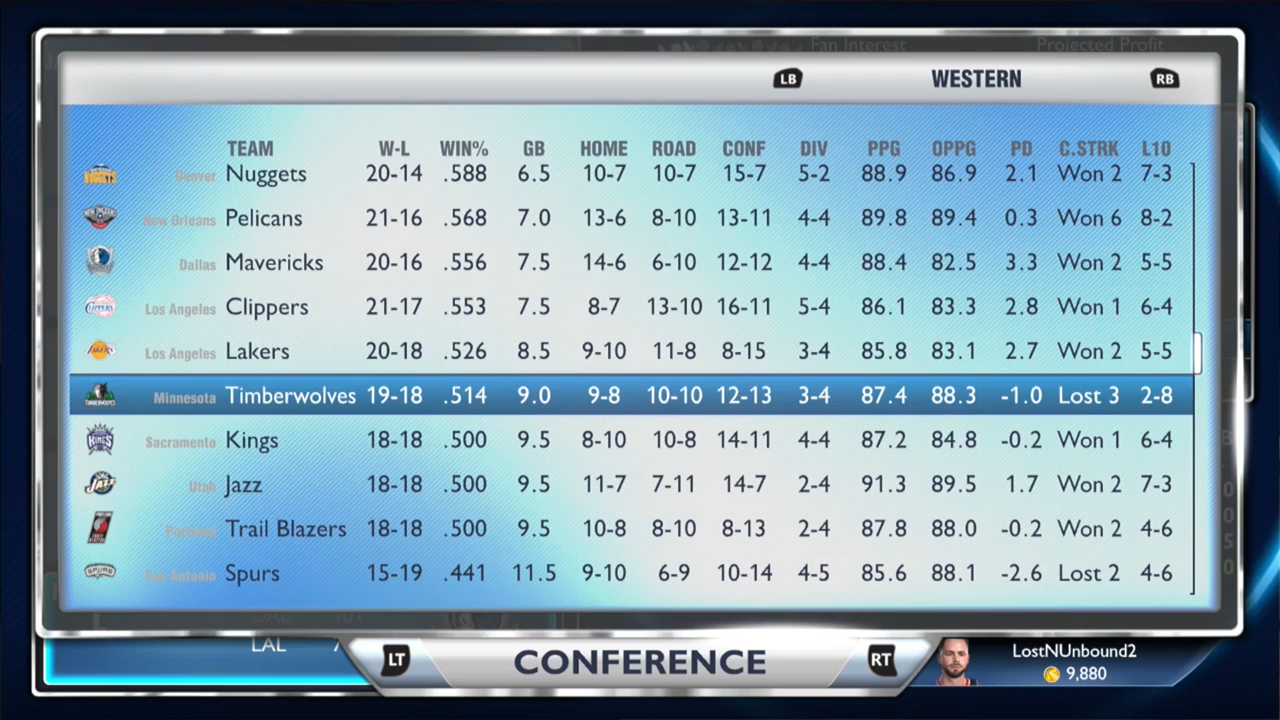 Fan Interest Projected Profit
LB WESTERN RB
TEAM W-L WIN% GB HOME ROAD CONF DIV PPG OPPG PD C.STRK L10
Denver Nuggets 20-14 .588 6.5 10-7 10-7 15-7 5-2 88.9 86.9 2.1 Won 2 7-3
New Orleans Pelicans 21-16 .568 7.0 13-6 8-10 13-11 4-4 89.8 89.4 0.3 Won 6 8-2
Dallas Mavericks 20-16 .556 7.5 14-6 6-10 12-12 4-4 88.4 82.5 3.3 Won 2 5-5
Los Angeles Clippers 21-17 .553 7.5 8-7 13-10 16-11 5-4 86.1 83.3 2.8 Won 1 6-4
Los Angeles Lakers 20-18 .526 8.5 9-10 11-8 8-15 3-4 85.8 83.1 2.7 Won 2 5-5
Minnesota Timberwolves 19-18 .514 9.0 9-8 10-10 12-13 3-4 87.4 88.3 -1.0 Lost 3 2-8
Sacramento Kings 18-18 .500 9.5 8-10 10-8 14-11 4-4 87.2 84.8 -0.2 Won 1 6-4
Utah Jazz 18-18 .500 9.5 11-7 7-11 14-7 2-4 91.3 89.5 1.7 Won 2 7-3
Portland Trail Blazers 18-18 .500 9.5 10-8 8-10 8-13 2-4 87.8 88.0 -0.2 Won 2 4-6
San Antonio Spurs 15-19 .441 11.5 9-10 6-9 10-14 4-5 85.6 88.1 -2.6 Lost 2 4-6
DAL 101
LAL
LT CONFERENCE RT
LostNUnbound2
9,880